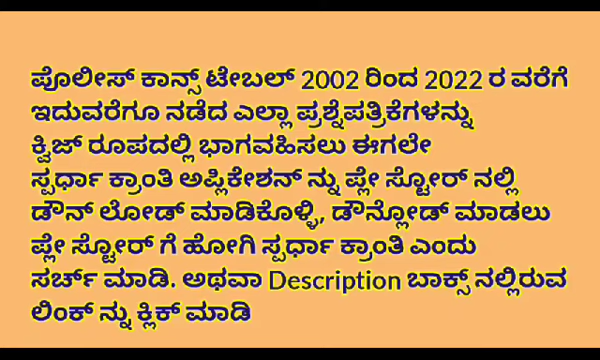 ಪೊಲೀಸ್ ಕಾನ್ಸ್ ಟೇಬಲ್ 2002 ರಿಂದ 2022 ರ ವರೆಗೆ
ಇದುವರೆಗೂ ನಡೆದ ಎಲ್ಲಾ ಪ್ರಶ್ನೆಪತ್ರಿಕೆಗಳನ್ನು
ಕ್ವಿಜ್ ರೂಪದಲ್ಲಿ ಭಾಗವಹಿಸಲು ಈಗಲೇ
ಸ್ಪರ್ಧಾ ಕ್ರಾಂತಿ ಅಪ್ಲಿಕೇಶನ್ ನ್ನು ಪ್ಲೇ ಸ್ಟೋರ್ ನಲ್ಲಿ
ಡೌನ್ ಲೋಡ್ ಮಾಡಿಕೊಳ್ಳಿ, ಡೌನ್ಲೋಡ್ ಮಾಡಲು
ಪ್ಲೇ ಸ್ಟೋರ್ ಗೆ ಹೋಗಿ ಸ್ಪರ್ಧಾ ಕ್ರಾಂತಿ ಎಂದು
ಸರ್ಚ್ ಮಾಡಿ. ಅಥವಾ Description ಬಾಕ್ಸ್ ನಲ್ಲಿರುವ
ಲಿಂಕ್ ನ್ನು ಕ್ಲಿಕ್ ಮಾಡಿ